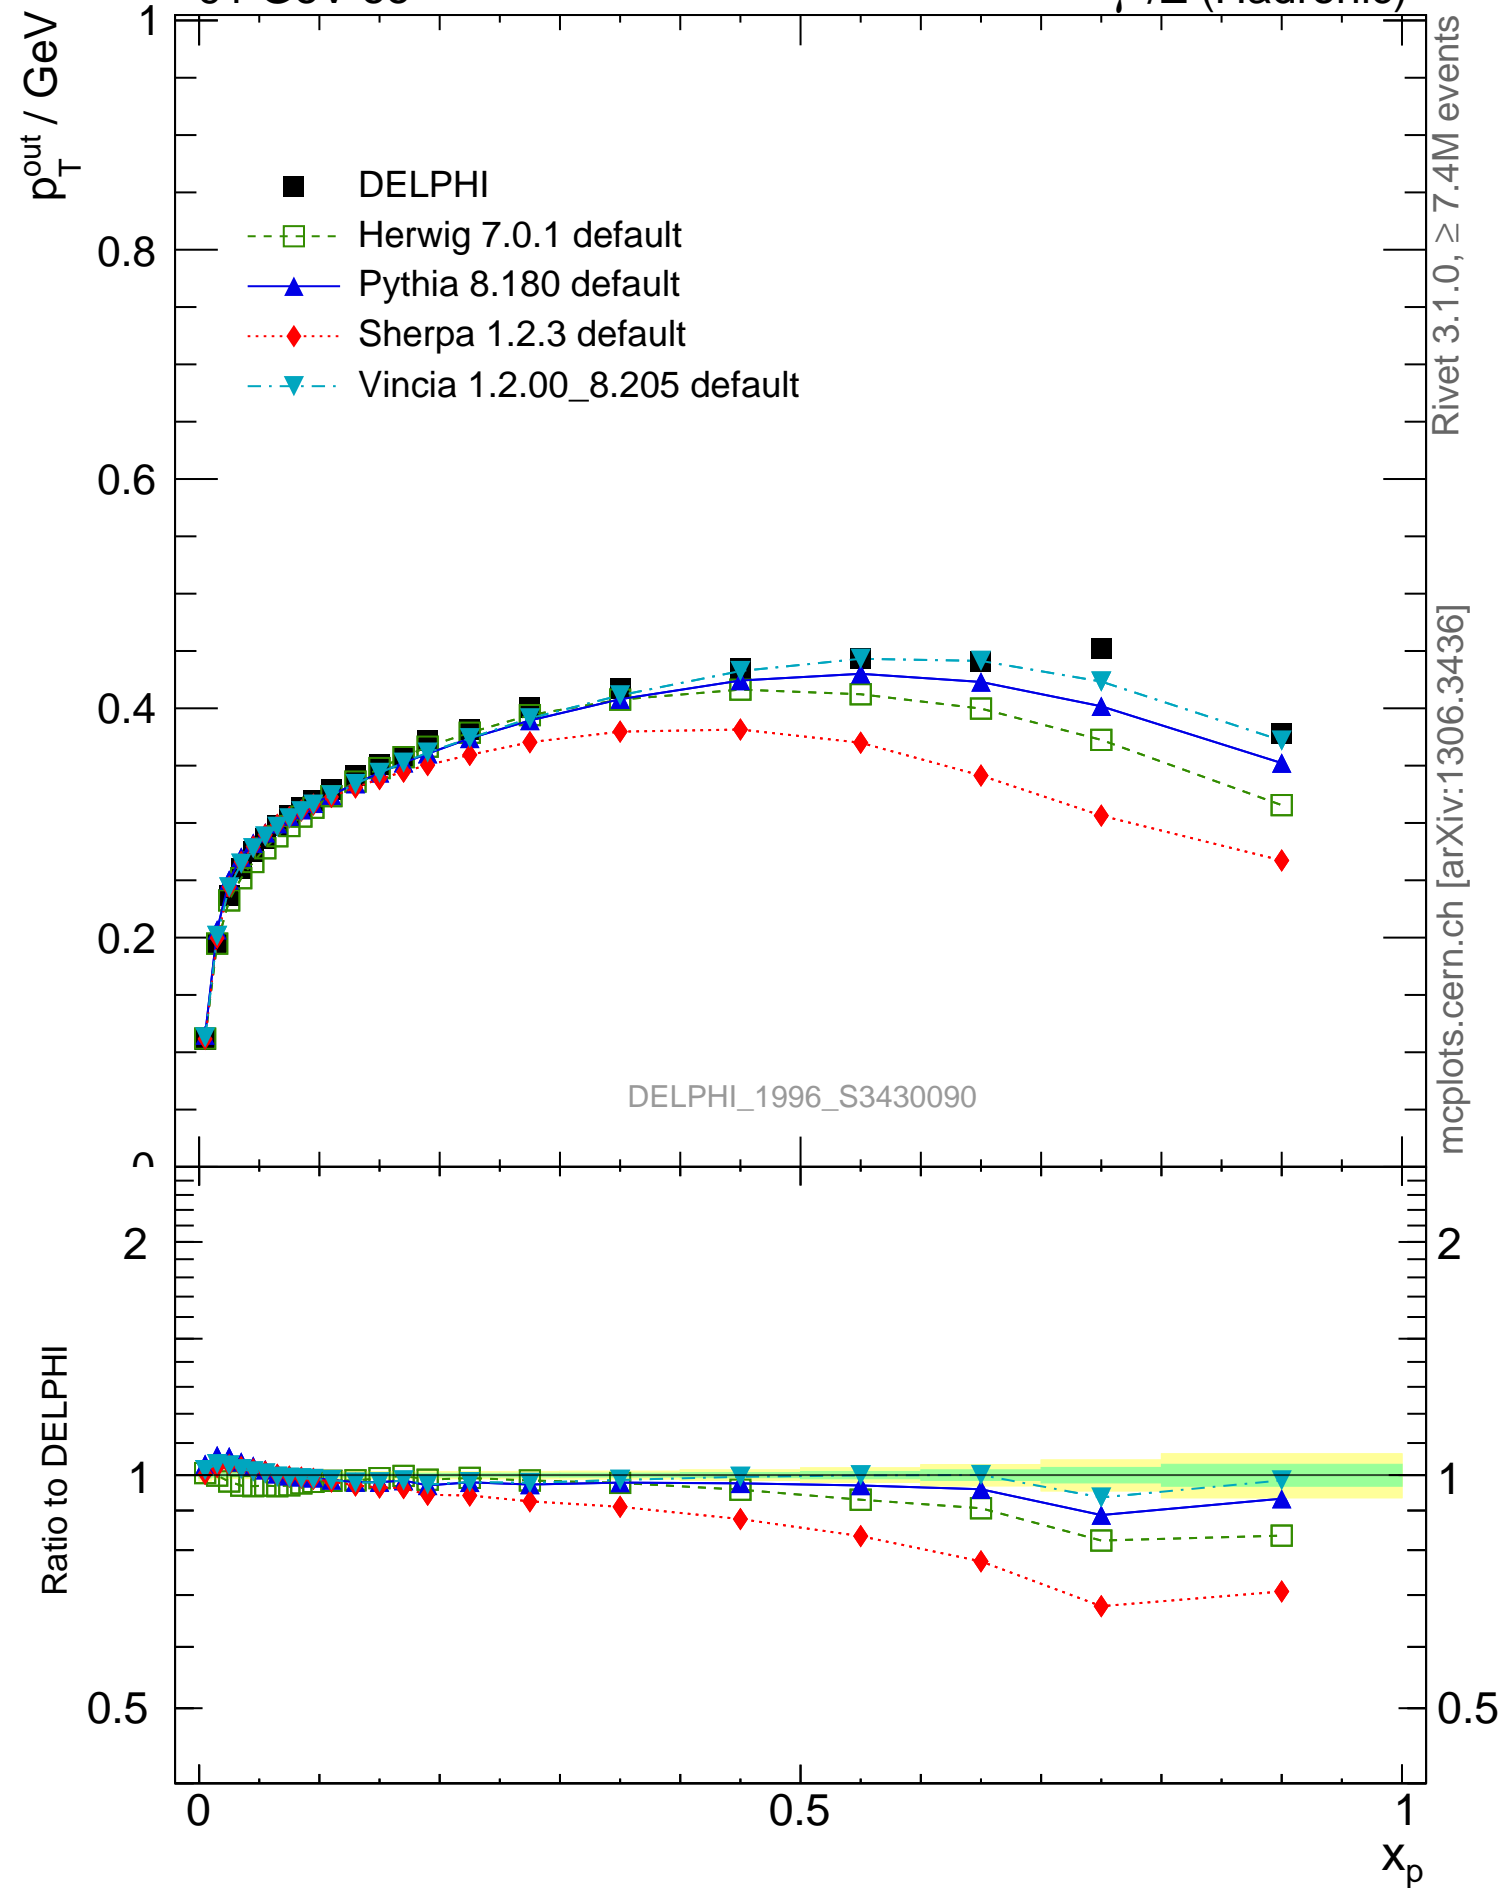 (Hadronic)
p_T^out / GeV
1
0.8
0.6
0.4
0.2
0
DELPHI
Herwig 7.0.1 default
Pythia 8.180 default
Sherpa 1.2.3 default
Vincia 1.2.00_8.205 default
DELPHI_1996_S3430090
Rivet 3.1.0, ≥ 7.4M events
mcplots.cern.ch [arXiv:1306.3436]
Ratio to DELPHI
2
1
0.5
2
1
0.5
0
0.5
1
x_p